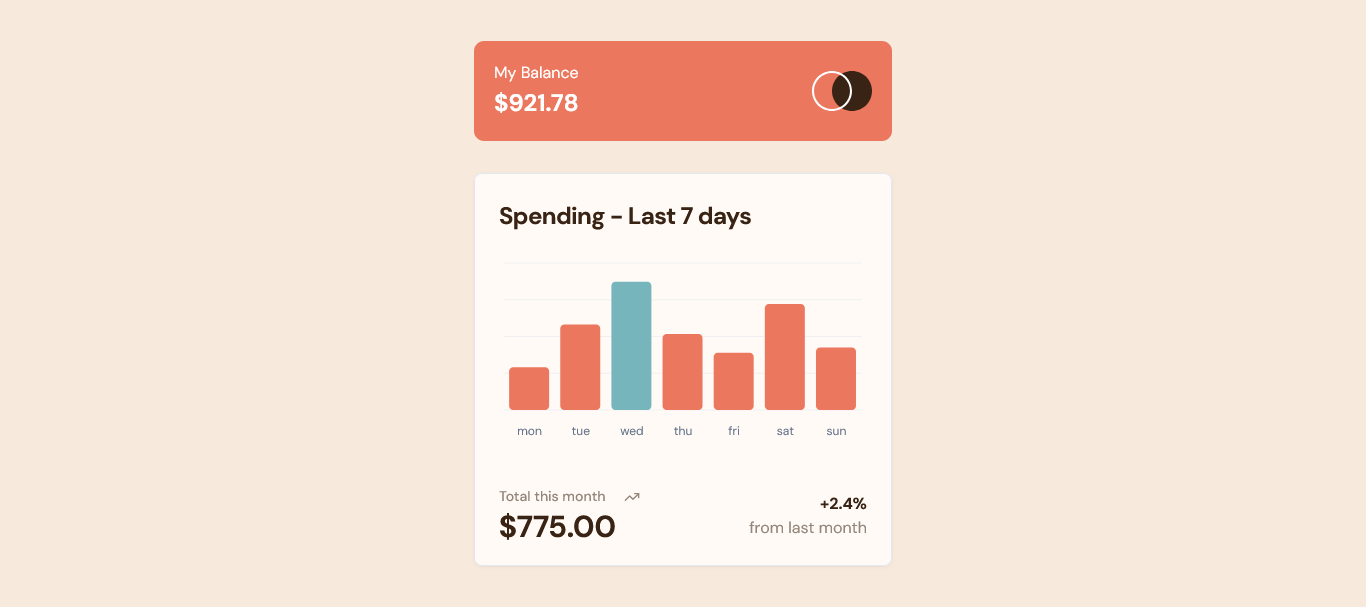 My Balance
$921.78
Spending - Last 7 days
mon tue wed thu fri sat sun
Total this month
$775.00
+2.4%
from last month